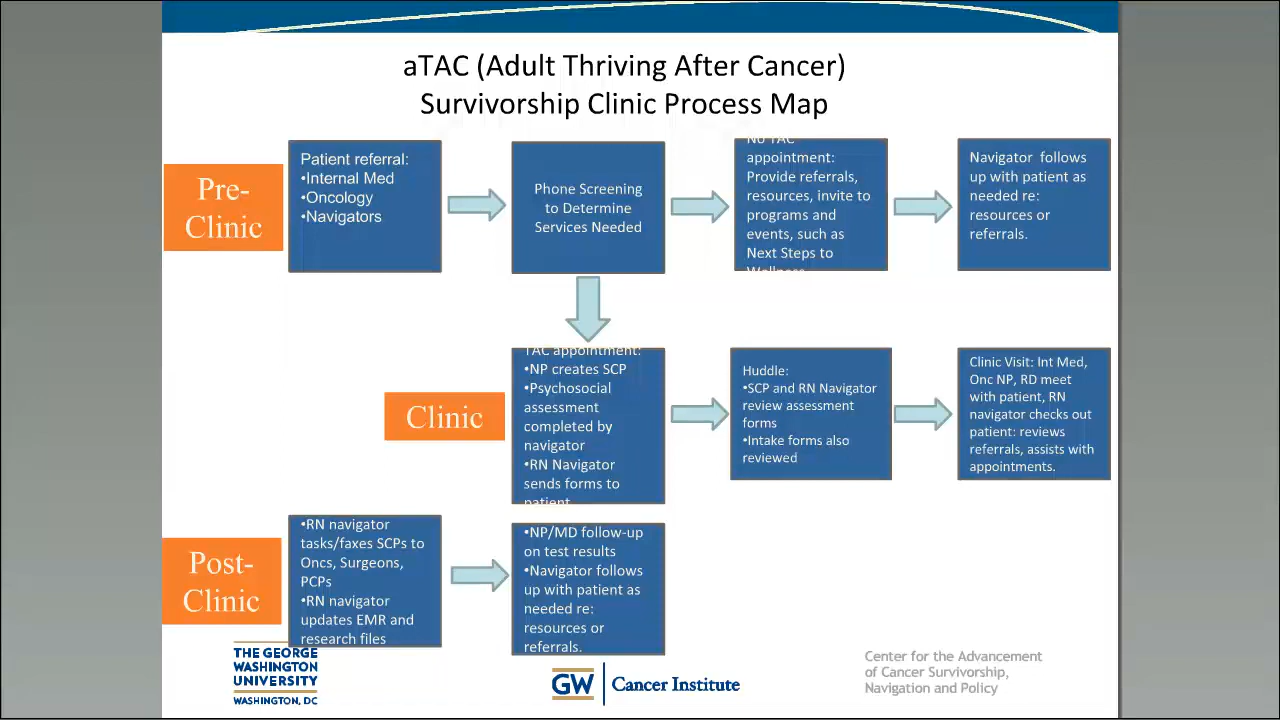 aTAC (Adult Thriving After Cancer)
Survivorship Clinic Process Map
Pre-
Clinic
Patient referral:
•Internal Med
•Oncology
•Navigators
Phone Screening
to Determine
Services Needed
No TAC
appointment:
Provide referrals,
resources, invite to
programs and
events, such as
Next Steps to
Wellness
Navigator follows
up with patient as
needed re:
resources or
referrals.
Clinic
TAC appointment:
•NP creates SCP
•Psychosocial
assessment
completed by
navigator
•RN Navigator
sends forms to
patient
Huddle:
•SCP and RN Navigator
review assessment
forms
•Intake forms also
reviewed
Clinic Visit: Int Med,
Onc NP, RD meet
with patient, RN
navigator checks out
patient: reviews
referrals, assists with
appointments.
Post-
Clinic
•RN navigator
tasks/faxes SCPs to
Oncs, Surgeons,
PCPs
•RN navigator
updates EMR and
research files
•NP/MD follow-up
on test results
•Navigator follows
up with patient as
needed re:
resources or
referrals.
THE GEORGE
WASHINGTON
UNIVERSITY
WASHINGTON, DC
GW Cancer Institute
Center for the Advancement
of Cancer Survivorship,
Navigation and Policy